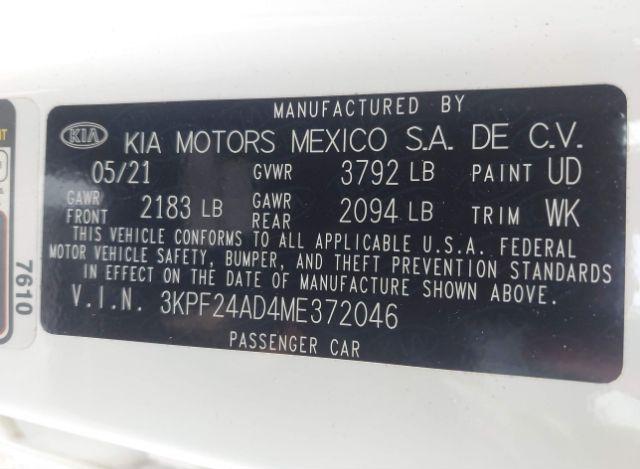 MANUFACTURED BY
KIA KIA MOTORS MEXICO S.A. DE C.V.
05/21 GVWR 3792 LB PAINT UD
GAWR FRONT 2183 LB GAWR REAR 2094 LB TRIM WK
THIS VEHICLE CONFORMS TO ALL APPLICABLE U.S.A. FEDERAL
MOTOR VEHICLE SAFETY, BUMPER, AND THEFT PREVENTION STANDARDS
IN EFFECT ON THE DATE OF MANUFACTURE SHOWN ABOVE.
V.I.N. 3KPF24AD4ME372046
PASSENGER CAR
7610